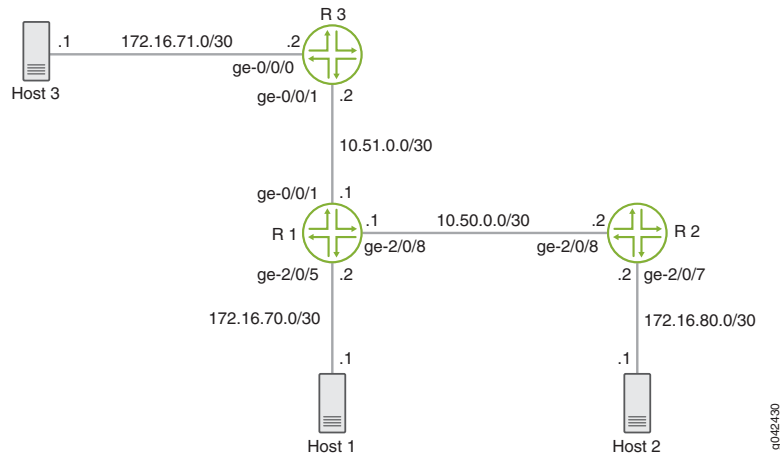 R 3
.1
172.16.71.0/30
.2
ge-0/0/0
Host 3
ge-0/0/1
.2
10.51.0.0/30
ge-0/0/1
.1
R 1
.1
10.50.0.0/30
.2
R 2
ge-2/0/8
ge-2/0/8
ge-2/0/5
.2
.2
ge-2/0/7
172.16.70.0/30
172.16.80.0/30
.1
.1
Host 1
Host 2
g042430